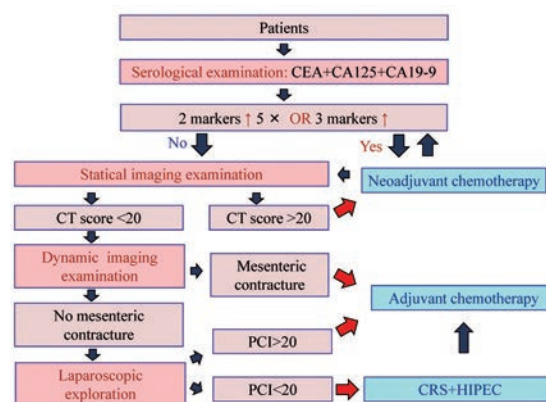 Patients
Serological examination: CEA+CA125+CA19-9
2 markers ↑ 5 × OR 3 markers ↑
No
Yes
Statical imaging examination
Neoadjuvant chemotherapy
CT score <20
CT score >20
Dynamic imaging
examination
Mesenteric
contracture
Adjuvant chemotherapy
No mesenteric
contracture
PCI>20
Laparoscopic
exploration
PCI<20
CRS+HIPEC